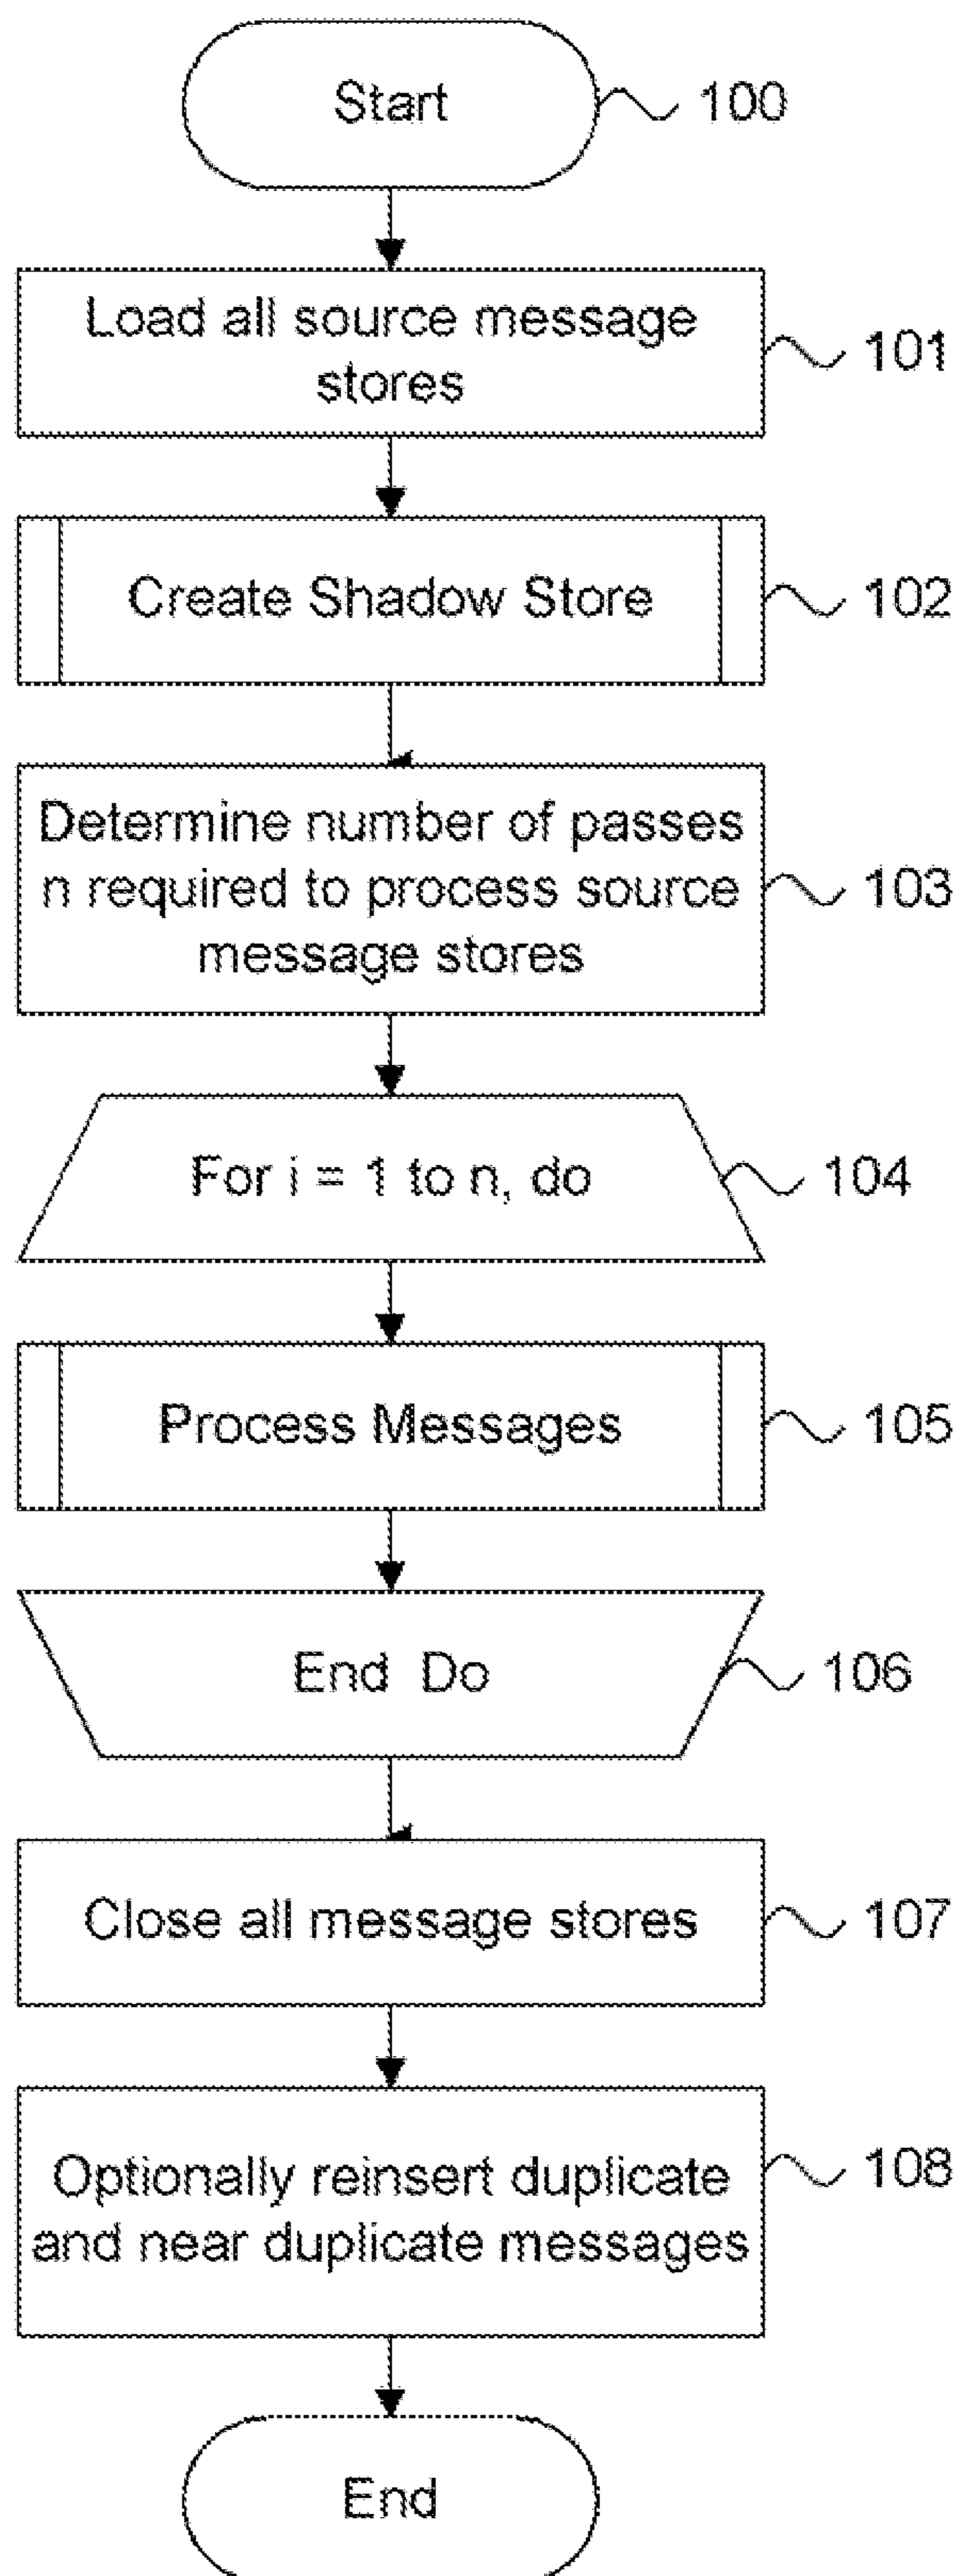 Start
100
Load all source message
stores
101
Create Shadow Store
102
Determine number of passes
n required to process source
message stores
103
For i = 1 to n, do
104
Process Messages
105
End Do
106
Close all message stores
107
Optionally reinsert duplicate
and near duplicate messages
108
End